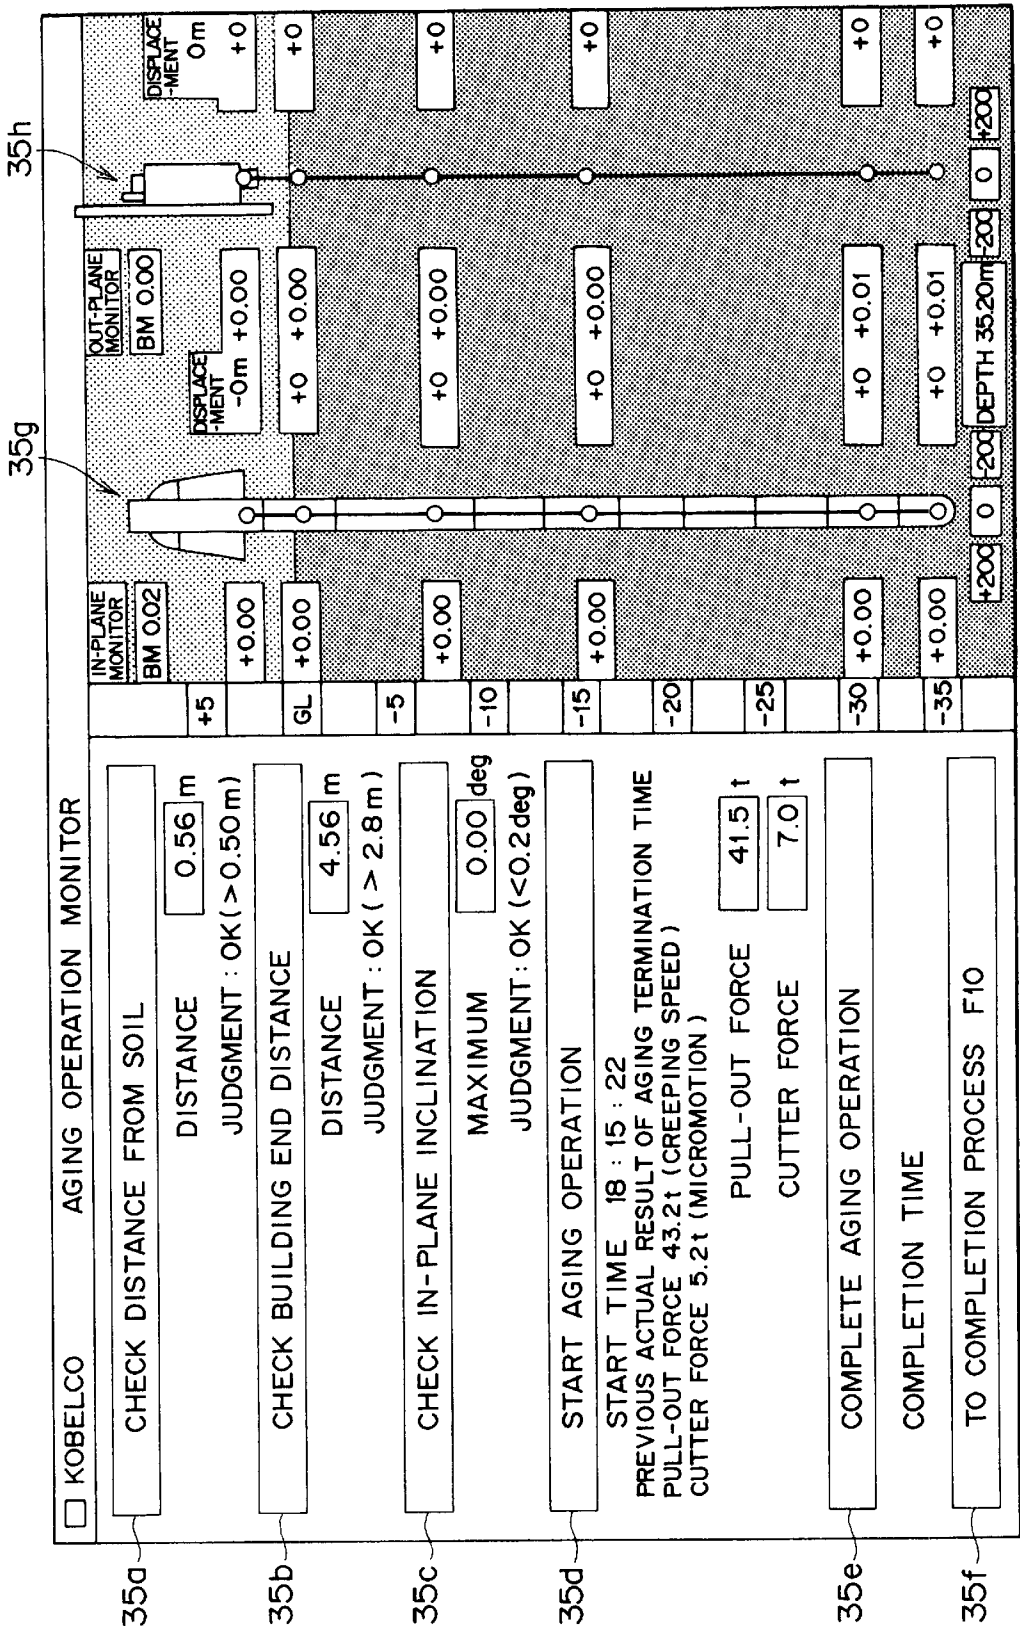 KOBELCO AGING OPERATION MONITOR
35a
CHECK DISTANCE FROM SOIL
DISTANCE 0.56 m
JUDGMENT : OK(>0.50m)
35b
CHECK BUILDING END DISTANCE
DISTANCE 4.56 m
JUDGMENT : OK(> 2.8m)
35c
CHECK IN-PLANE INCLINATION
MAXIMUM 0.00 deg
JUDGMENT: OK (<0.2deg)
35d
START AGING OPERATION
START TIME 18 : 15 : 22
PREVIOUS ACTUAL RESULT OF AGING TERMINATION TIME
PULL-OUT FORCE 43.2t (CREEPING SPEED)
CUTTER FORCE 5.2t (MICROMOTION)
PULL-OUT FORCE 41.5 t
CUTTER FORCE 7.0 t
35e
COMPLETE AGING OPERATION
COMPLETION TIME
35f
TO COMPLETION PROCESS F10
+5
GL
-5
-10
-15
-20
-25
-30
-35
35g
IN-PLANE
MONITOR
BM 0.02
+0.00
+0.00
+0.00
+0.00
+0.00
+0.00
DISPLACE
-MENT
-0m +0.00
+0 +0.00
+0 +0.00
+0 +0.00
+0 +0.01
+0 +0.01
OUT-PLANE
MONITOR
BM 0.00
35h
DISPLACE
-MENT
0m
+0
+0
+0
+0
+0
+0
+200 0 -200 DEPTH 35.20m -200 0 +200